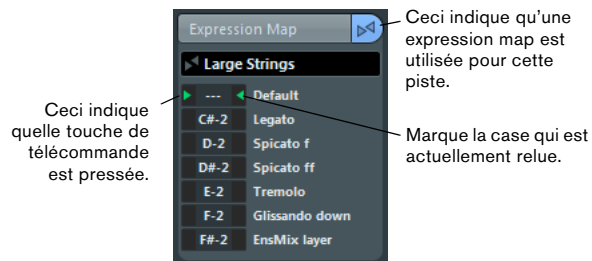 Expression Map
Large Strings
--- Default
C#-2 Legato
D-2 Spicato f
D#-2 Spicato ff
E-2 Tremolo
F-2 Glissando down
F#-2 EnsMix layer
Ceci indique
quelle touche de
télécommande
est pressée.
Ceci indique qu'une
expression map est
utilisée pour cette
piste.
Marque la case qui est
actuellement relue.